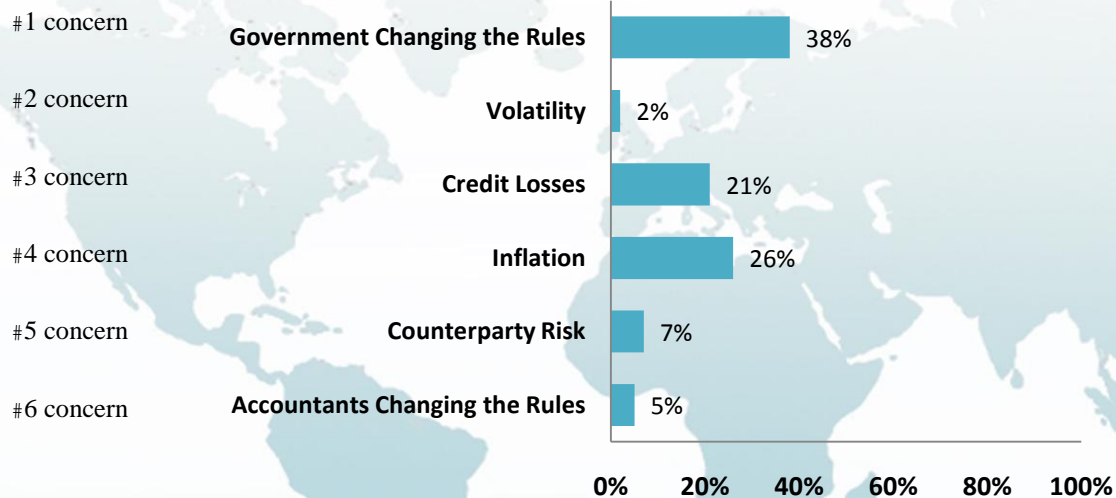 #1 concern
Government Changing the Rules
38%
#2 concern
Volatility
2%
#3 concern
Credit Losses
21%
#4 concern
Inflation
26%
#5 concern
Counterparty Risk
7%
#6 concern
Accountants Changing the Rules
5%
0% 20% 40% 60% 80% 100%